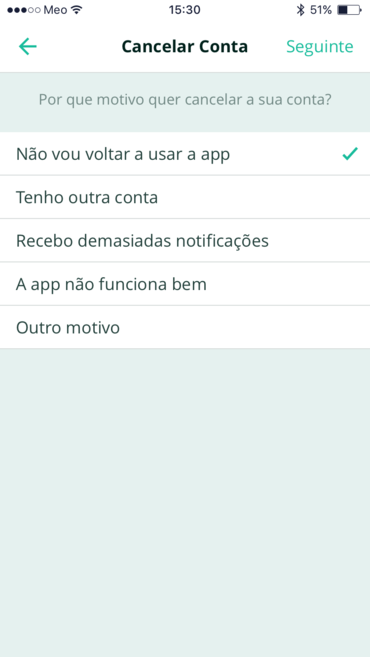 Meo 15:30 51%
Cancelar Conta Seguinte
Por que motivo quer cancelar a sua conta?
Não vou voltar a usar a app
Tenho outra conta
Recebo demasiadas notificações
A app não funciona bem
Outro motivo